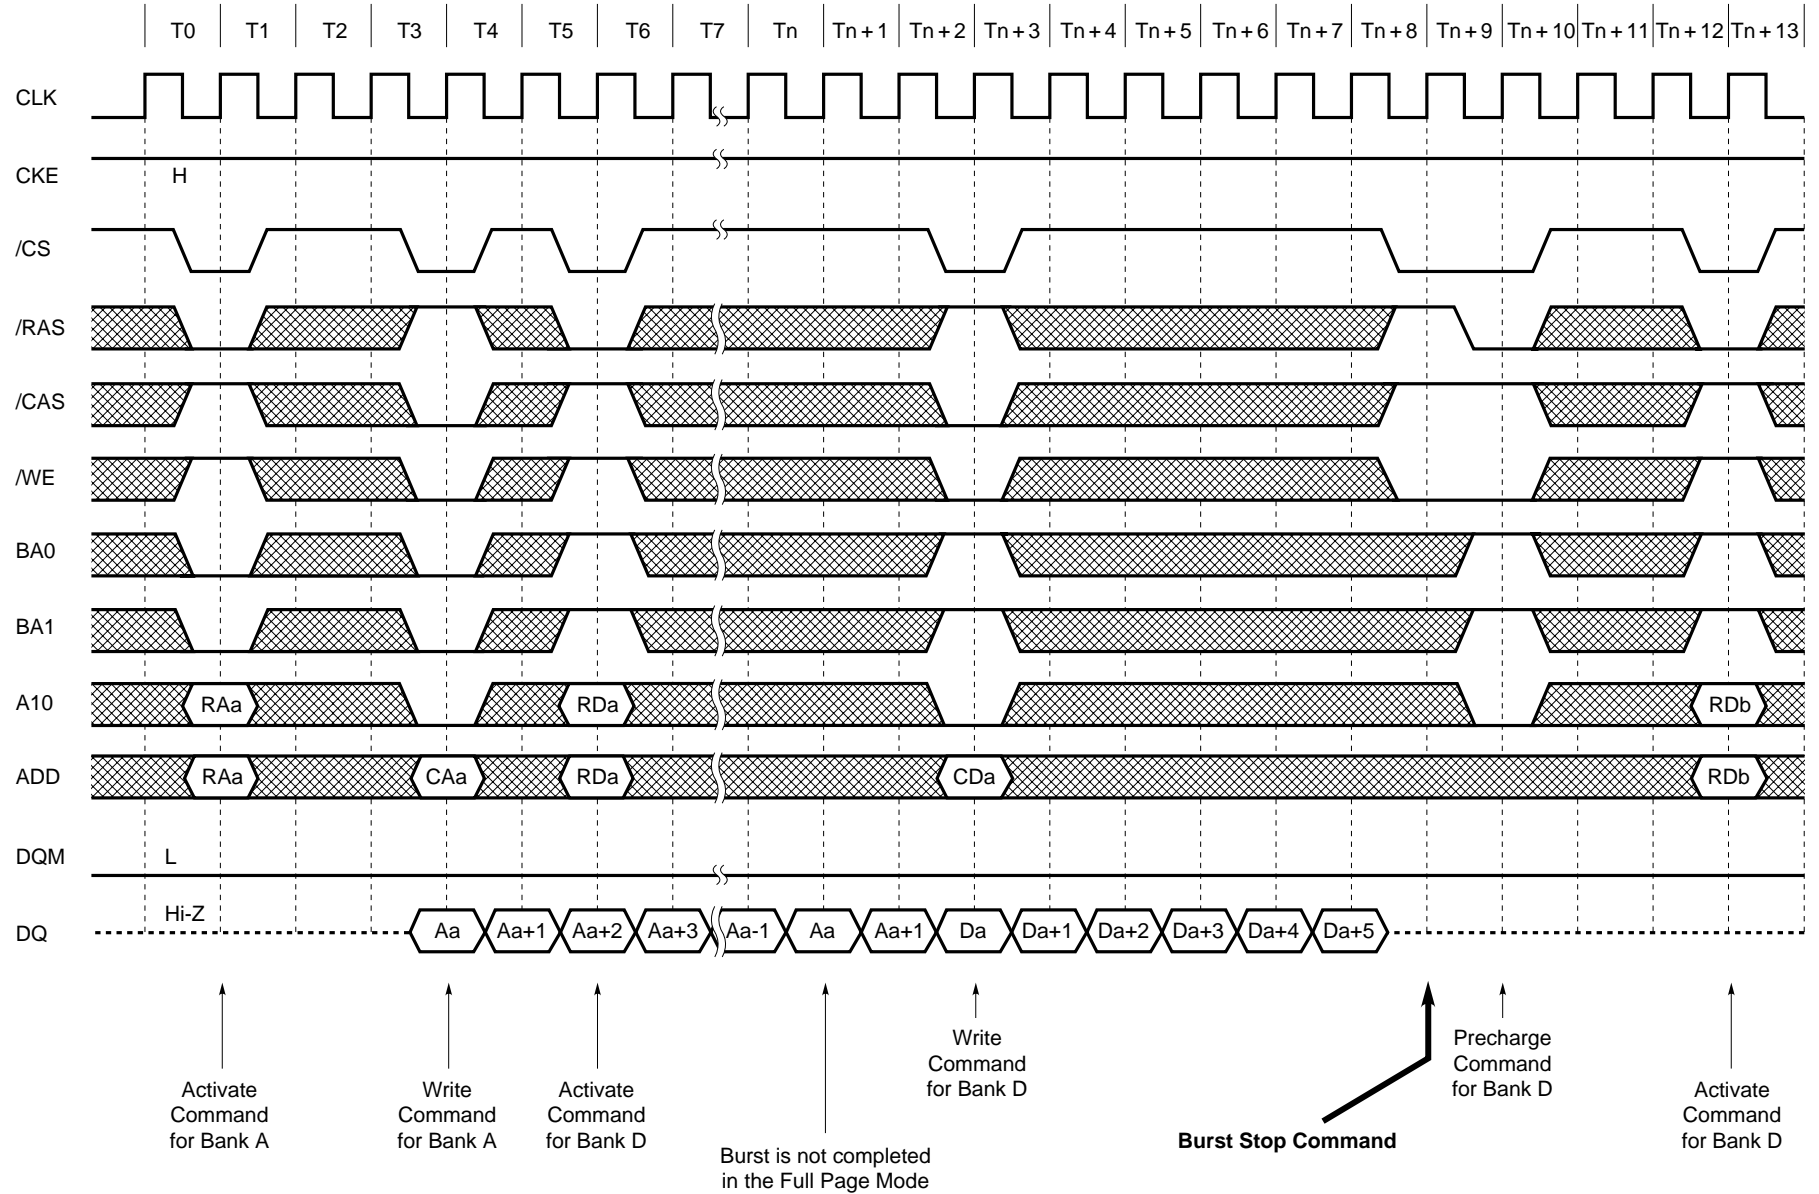 T0 T1 T2 T3 T4 T5 T6 T7 Tn Tn + 1 Tn + 2 Tn + 3 Tn + 4 Tn + 5 Tn + 6 Tn + 7 Tn + 8 Tn + 9 Tn + 10 Tn + 11 Tn + 12 Tn + 13
CLK
CKE H
/CS
/RAS
/CAS
/WE
BA0
BA1
A10 RAa RDa RDb
ADD RAa CAa RDa CDa RDb
DQM L
Hi-Z
DQ Aa Aa+1 Aa+2 Aa+3 Aa-1 Aa Aa+1 Da Da+1 Da+2 Da+3 Da+4 Da+5
Activate
Command
for Bank A
Write
Command
for Bank A
Activate
Command
for Bank D
Burst is not completed
in the Full Page Mode
Write
Command
for Bank D
Burst Stop Command
Precharge
Command
for Bank D
Activate
Command
for Bank D